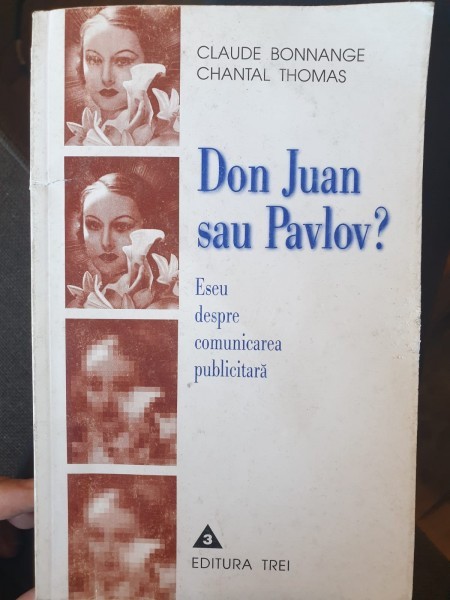 CLAUDE BONNANGE
CHANTAL THOMAS
Don Juan
sau Pavlov?
Eseu
despre
comunicarea
publicitară
3
EDITURA TREI